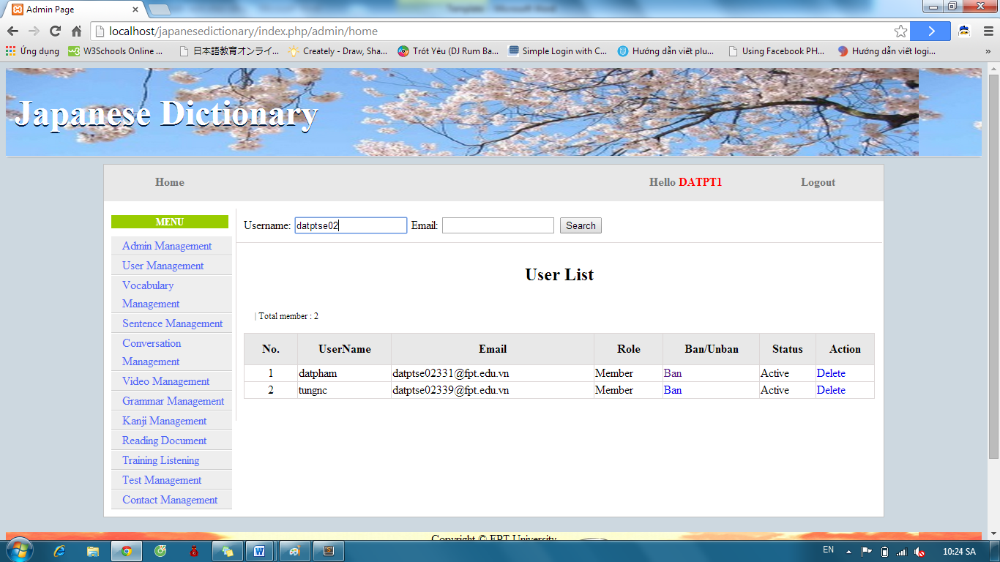 Admin Page
localhost/japanesedictionary/index.php/admin/home
Ứng dụng W3Schools Online ... 日本語教育オンライ... Creately - Draw, Sha... Trót Yêu (DJ Rum Ba... Simple Login with C... Hướng dẫn viết plu... Using Facebook PH... Hướng dẫn viết logi... »
Japanese Dictionary
Home Hello DATPT1 Logout
MENU
Admin Management
User Management
Vocabulary
Management
Sentence Management
Conversation
Management
Video Management
Grammar Management
Kanji Management
Reading Document
Training Listening
Test Management
Contact Management
Username: datptse02 Email: Search
User List
| Total member : 2
No. UserName Email Role Ban/Unban Status Action
1 datpham datptse02331@fpt.edu.vn Member Ban Active Delete
2 tungnc datptse02339@fpt.edu.vn Member Ban Active Delete
Copyright © FPT University
EN 10:24 SA